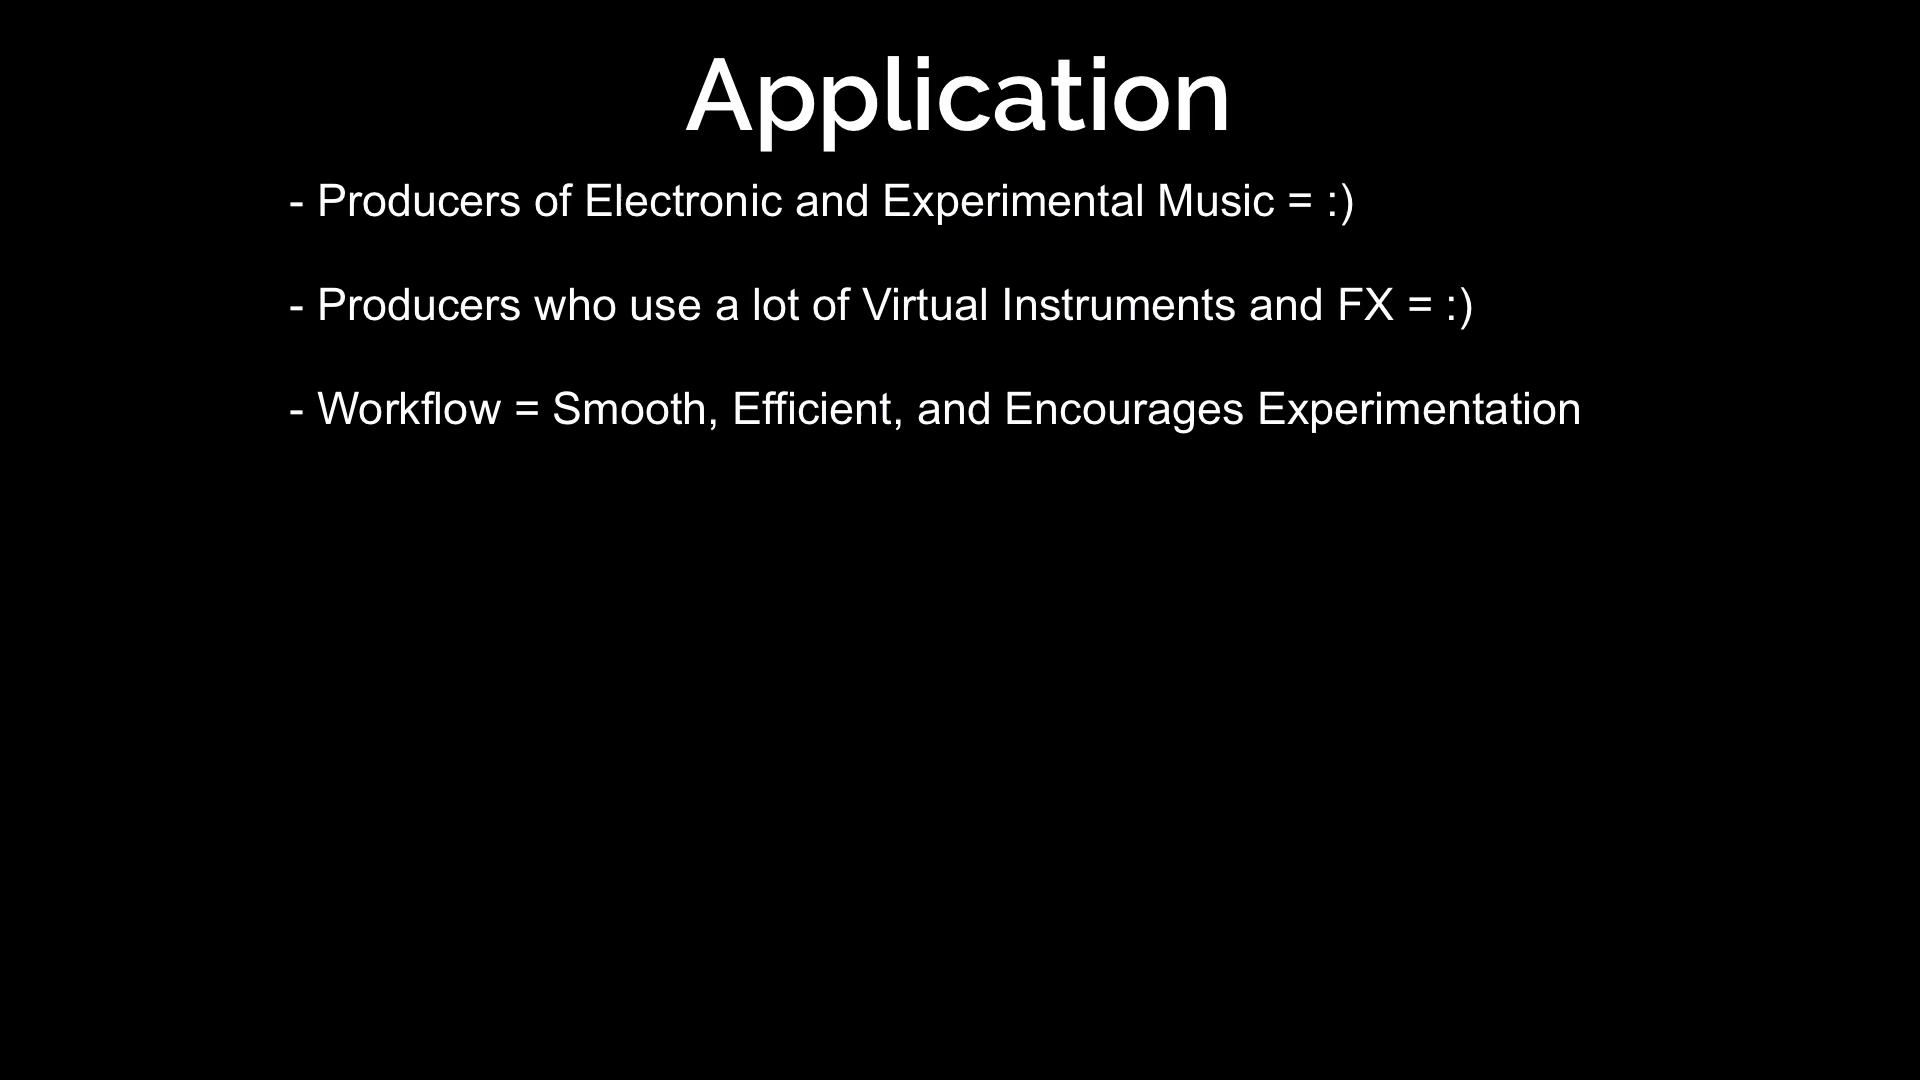 Application
- Producers of Electronic and Experimental Music = :)
- Producers who use a lot of Virtual Instruments and FX = :)
- Workflow = Smooth, Efficient, and Encourages Experimentation